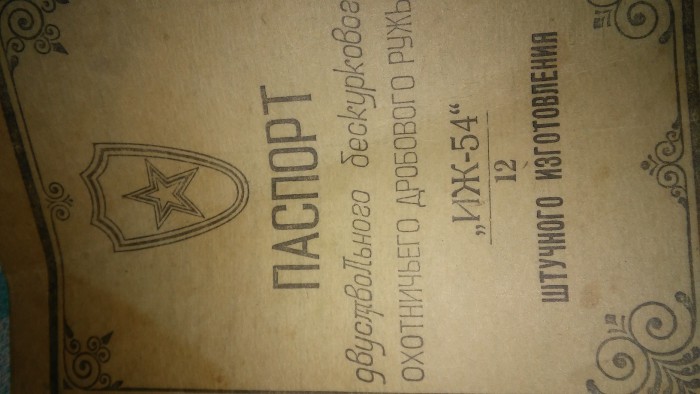 ПАСПОРТ
двуствольного бескурковог
ОХОТНИЧЬЕГО ДРОБОВОГО РУЖЬ
„ИЖ-54“
12
ШТУЧНОГО ИЗГОТОВЛЕНИЯ